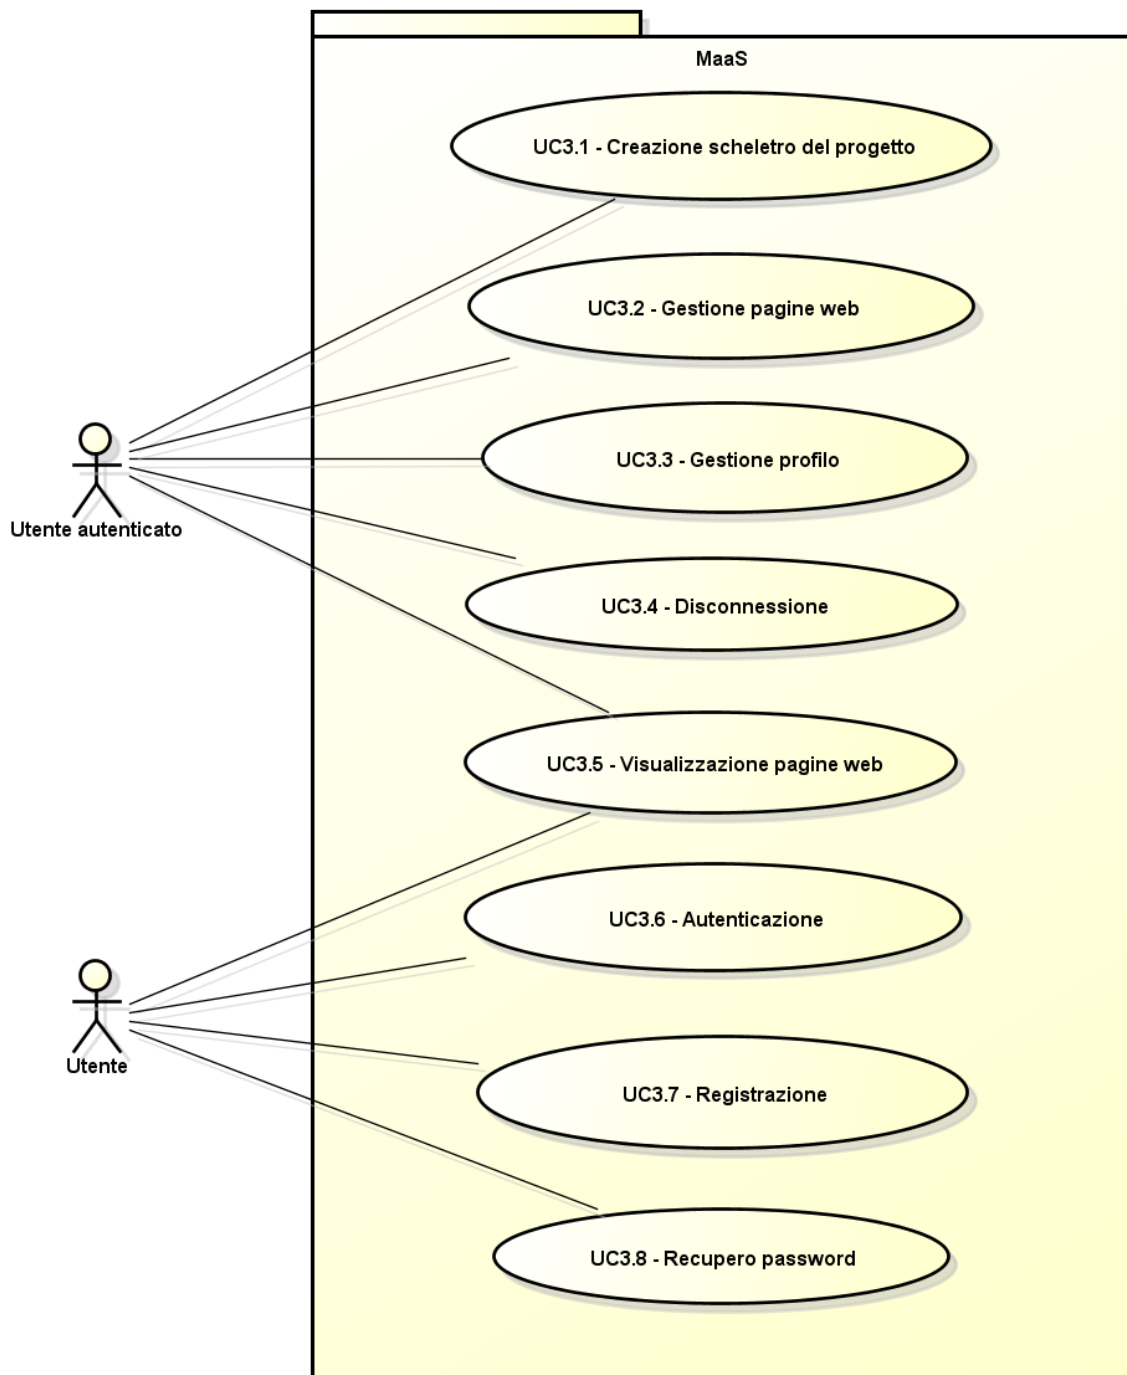 MaaS
UC3.1 - Creazione scheletro del progetto
UC3.2 - Gestione pagine web
UC3.3 - Gestione profilo
Utente autenticato
UC3.4 - Disconnessione
UC3.5 - Visualizzazione pagine web
UC3.6 - Autenticazione
Utente
UC3.7 - Registrazione
UC3.8 - Recupero password